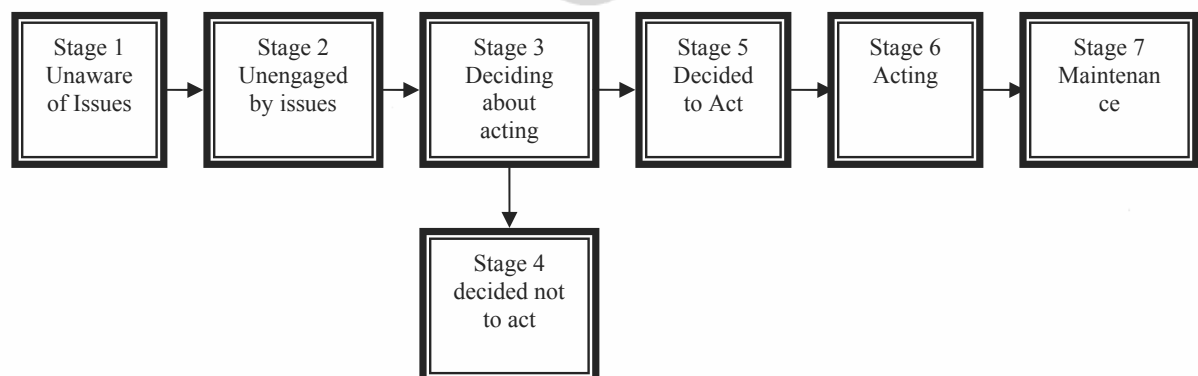 Stage 1
Unaware
of Issues
Stage 2
Unengaged
by issues
Stage 3
Deciding
about
acting
Stage 5
Decided
to Act
Stage 6
Acting
Stage 7
Maintenan
ce
Stage 4
decided not
to act